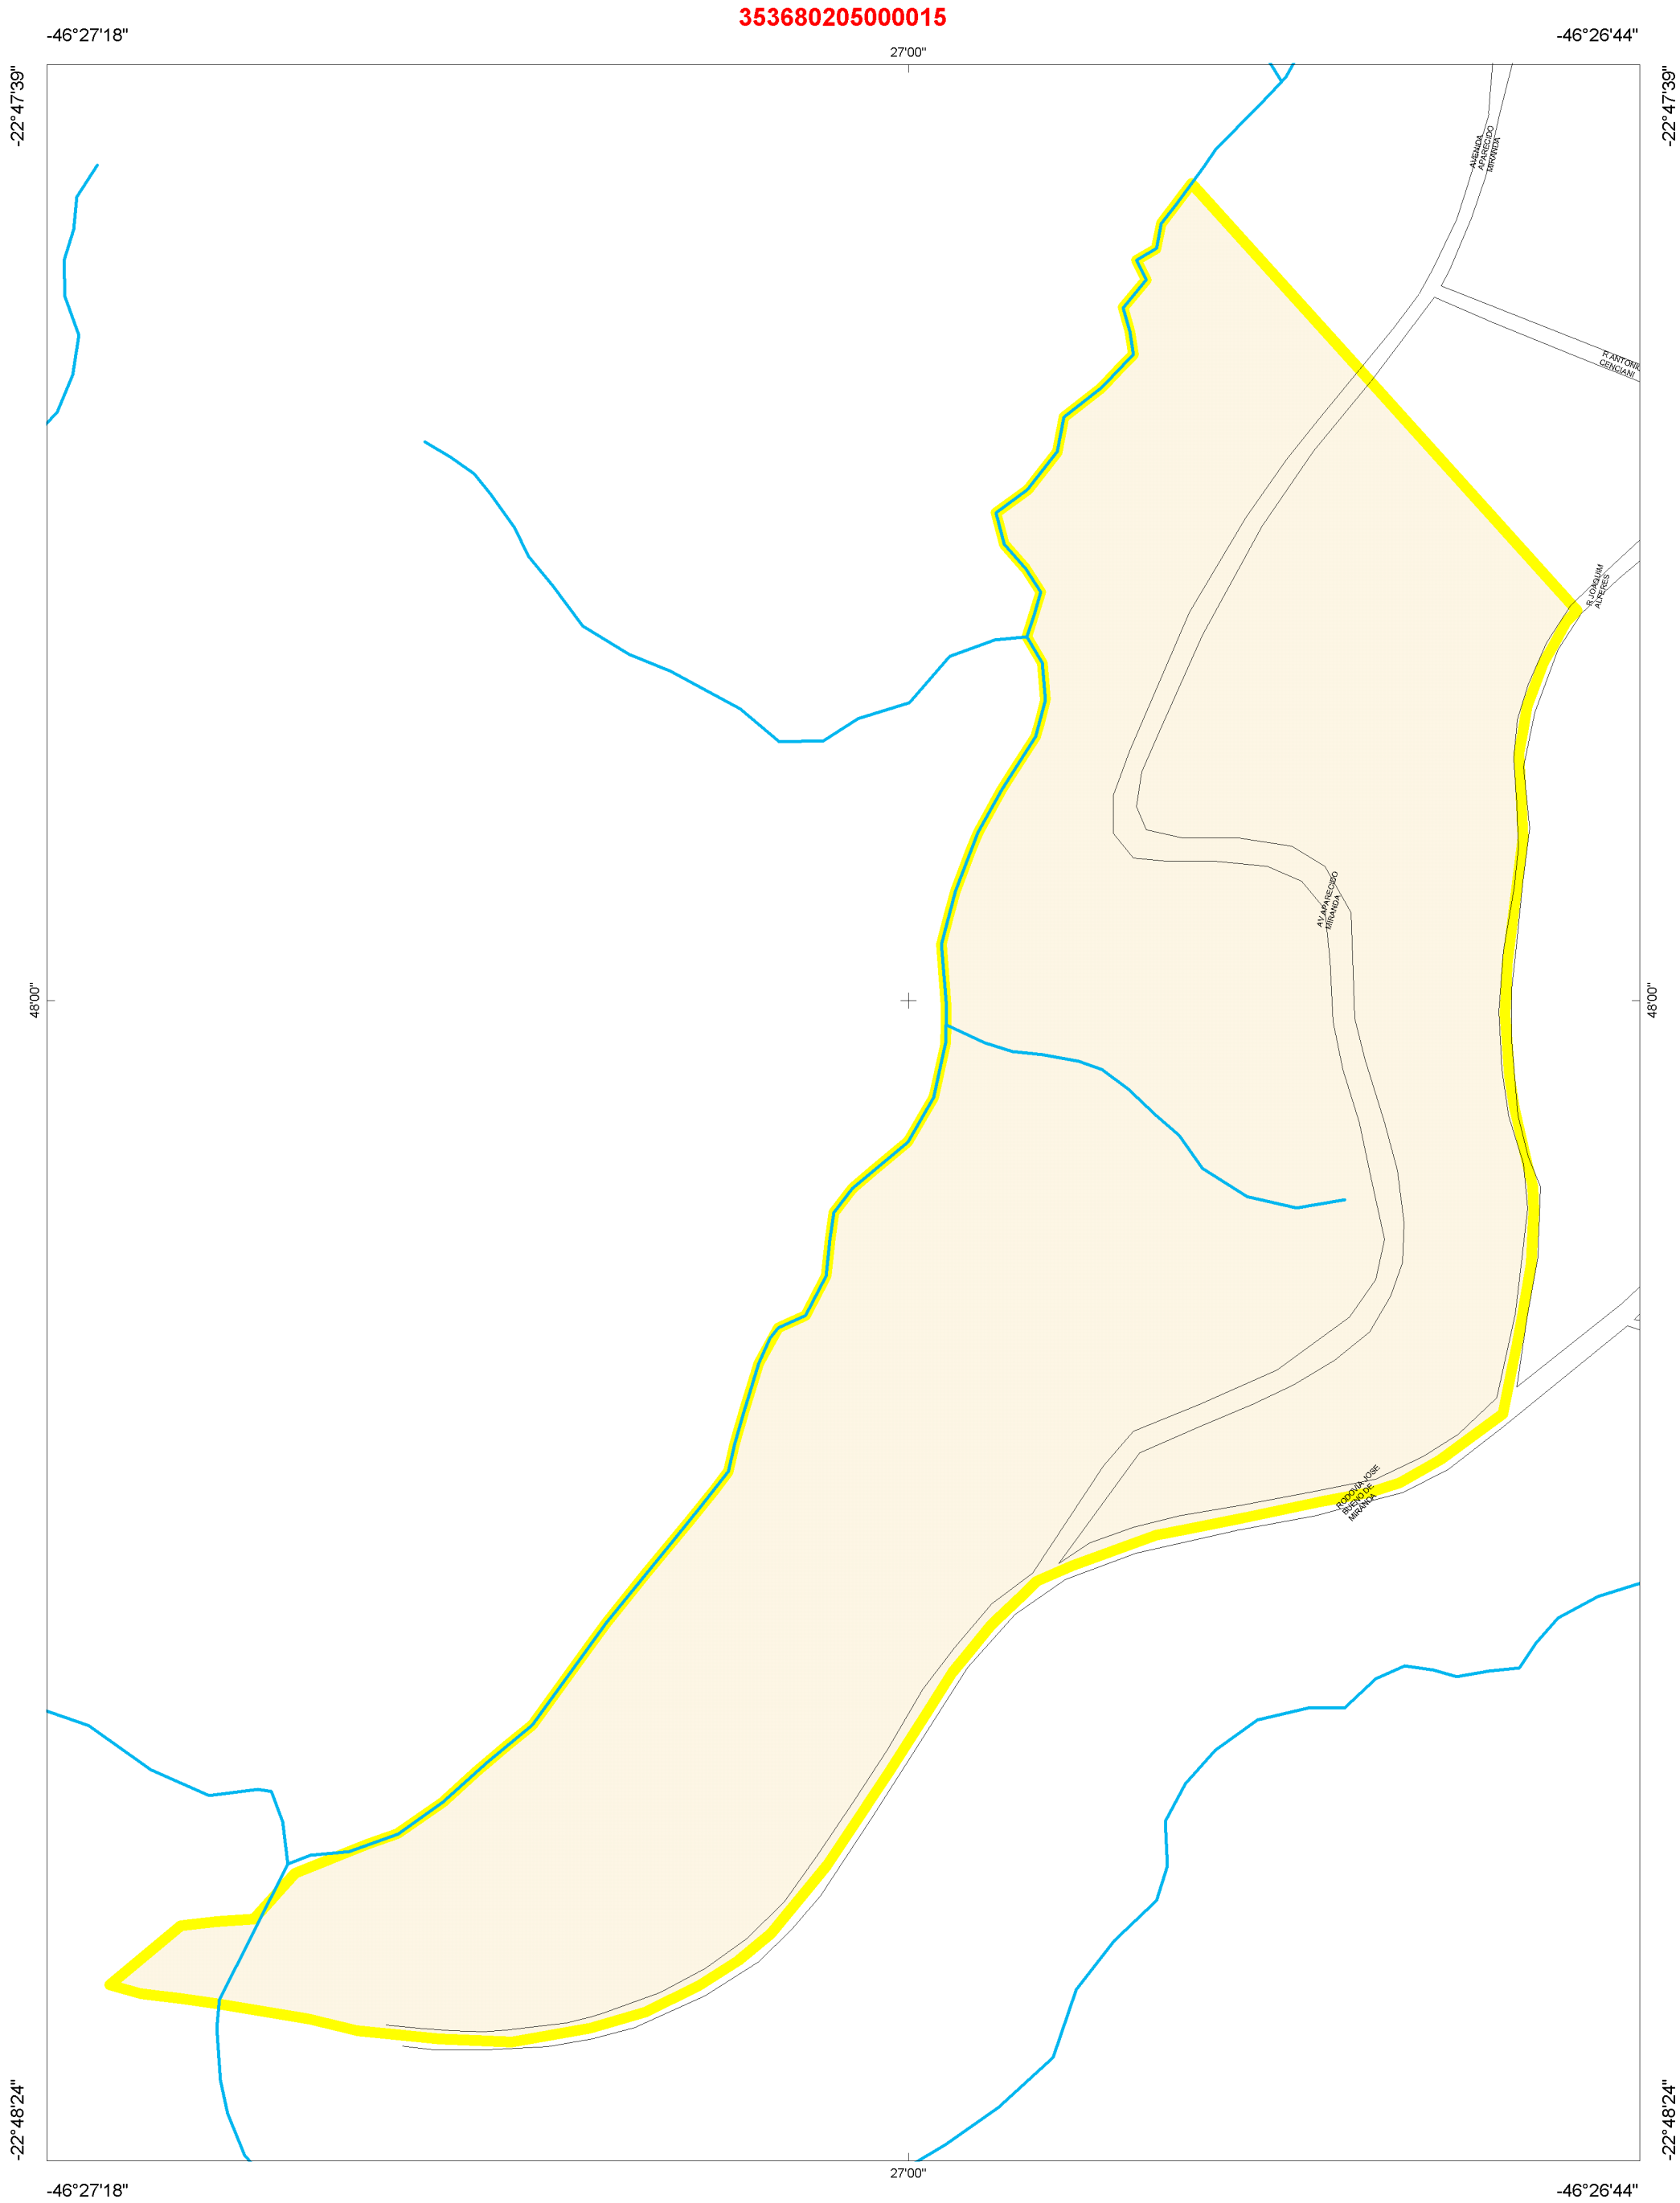 353680205000015
-46°27'18"
-46°26'44"
27'00"
-22°47'39"
-22°47'39"
AVENIDA
APARECIDO
MIRANDA
R ANTONI
CENCIANI
R JOAQUIM
ALFERES
AV APARECIDO
MIRANDA
48'00"
48'00"
RODOVIA JOSE
BUENO DE
MIRANDA
-22°48'24"
-22°48'24"
27'00"
-46°27'18"
-46°26'44"